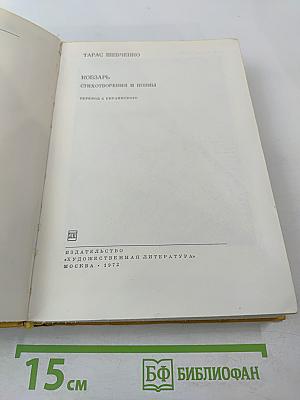 ТАРАС ШЕВЧЕНКО
КОБЗАРЬ
СТИХОТВОРЕНИЯ И ПОЭМЫ
ПЕРЕВОД С УКРАИНСКОГО
ИЗДАТЕЛЬСТВО
«ХУДОЖЕСТВЕННАЯ ЛИТЕРАТУРА»
МОСКВА · 1972
15 см
БФ БИБЛИОФАН